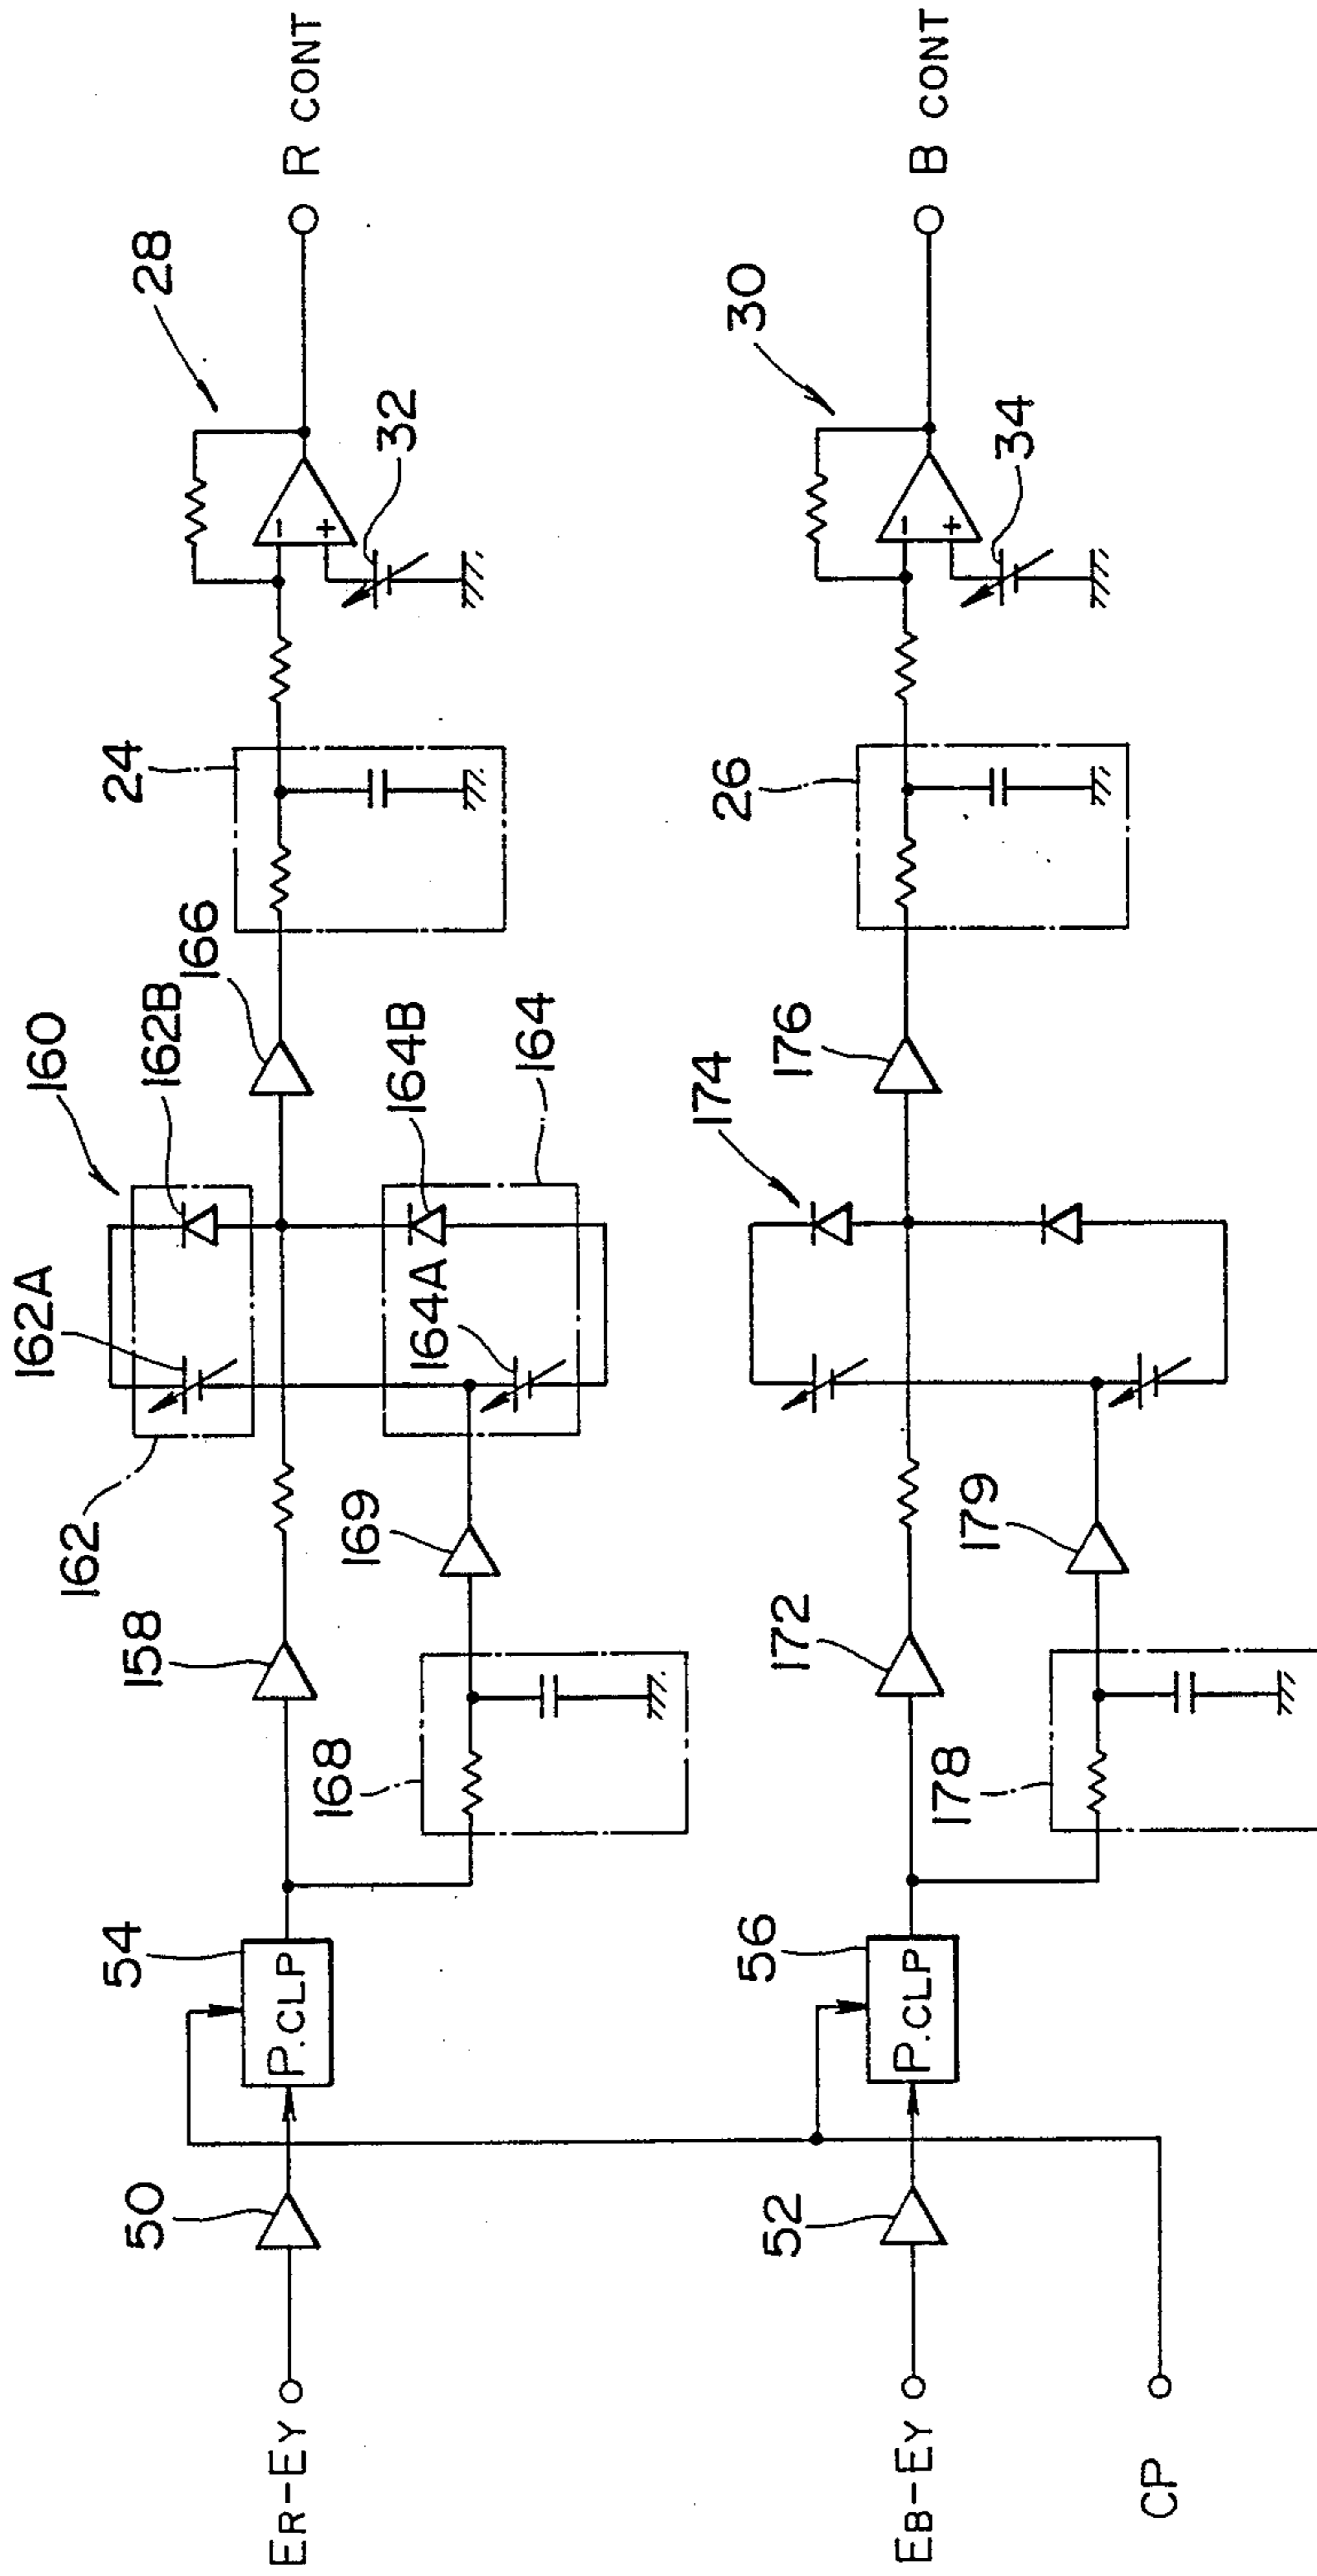 ER-EY
50
54
P.CLP
158
168
169
160
162
162A
162B
164
164A
164B
166
24
28
-
+
32
R CONT
EB-EY
52
56
P.CLP
172
178
179
174
176
26
30
-
+
34
B CONT
CP